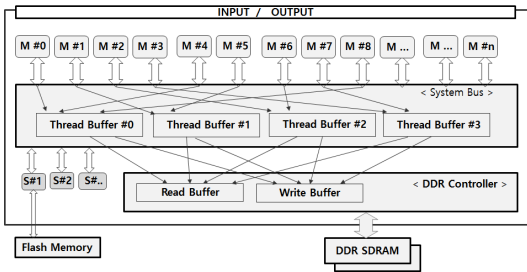 INPUT / OUTPUT
M #0 M #1 M #2 M #3 M #4 M #5 M #6 M #7 M #8 M ... M ... M #n
< System Bus >
Thread Buffer #0 Thread Buffer #1 Thread Buffer #2 Thread Buffer #3
S#1 S#2 S#..
< DDR Controller >
Read Buffer Write Buffer
Flash Memory DDR SDRAM